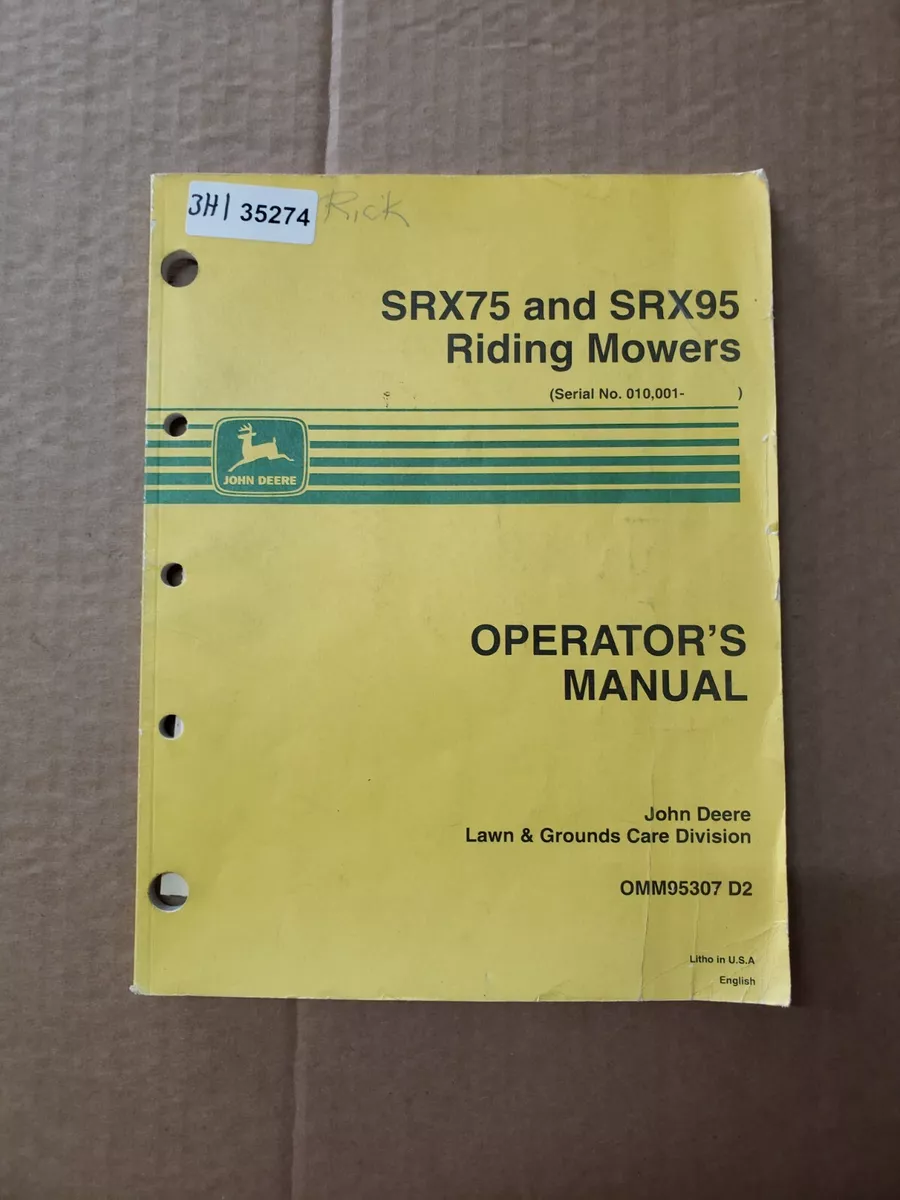 3H1 35274 Rick
SRX75 and SRX95
Riding Mowers
(Serial No. 010,001- )
JOHN DEERE
OPERATOR'S
MANUAL
John Deere
Lawn & Grounds Care Division
OMM95307 D2
Litho in U.S.A
English